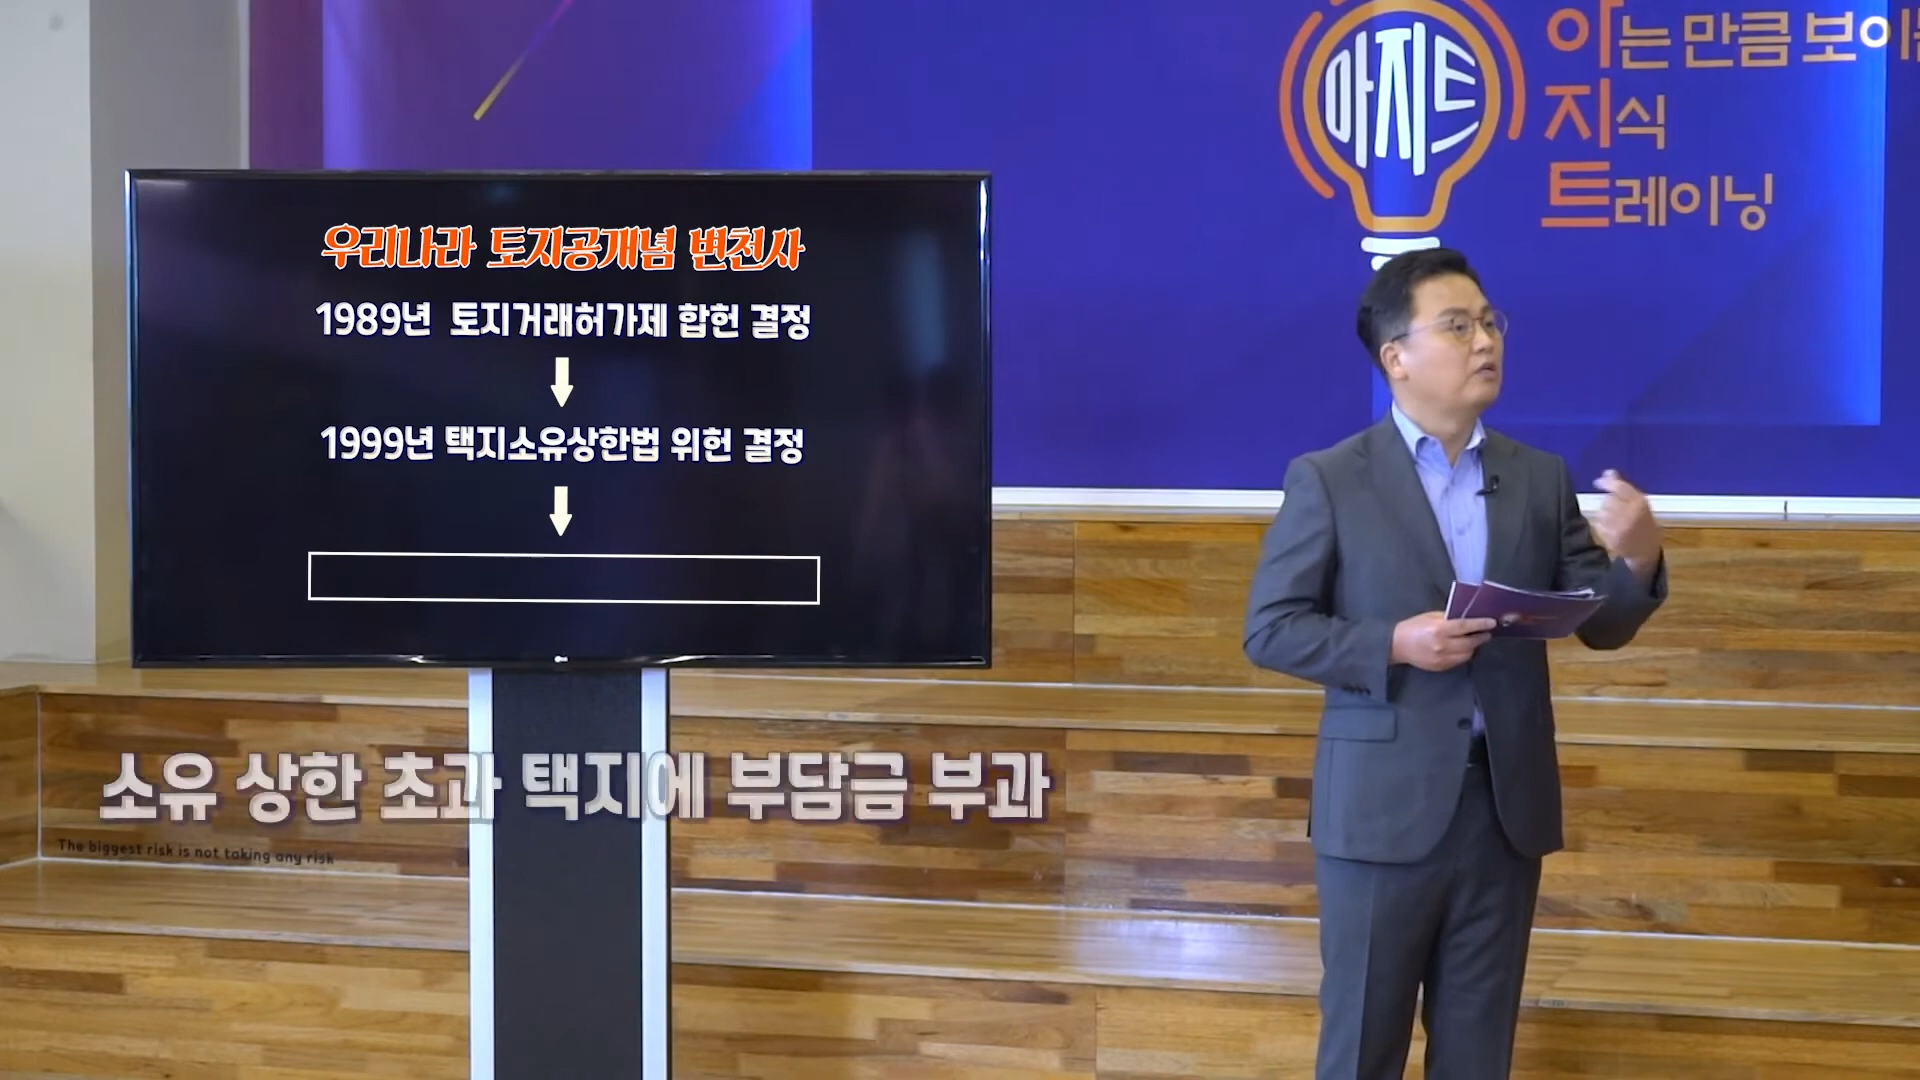 아는 만큼 보이는
지식
트레이닝
아지트
우리나라 토지공개념 변천사
1989년 토지거래허가제 합헌 결정
1999년 택지소유상한법 위헌 결정
소유 상한 초과 택지에 부담금 부과
The biggest risk is not taking any risk